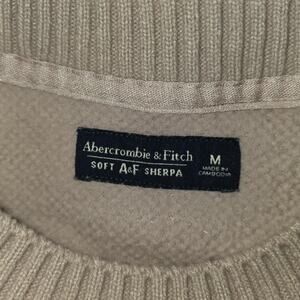 Abercrombie & Fitch
SOFT A&F SHERPA
M
MADE IN
CAMBODIA